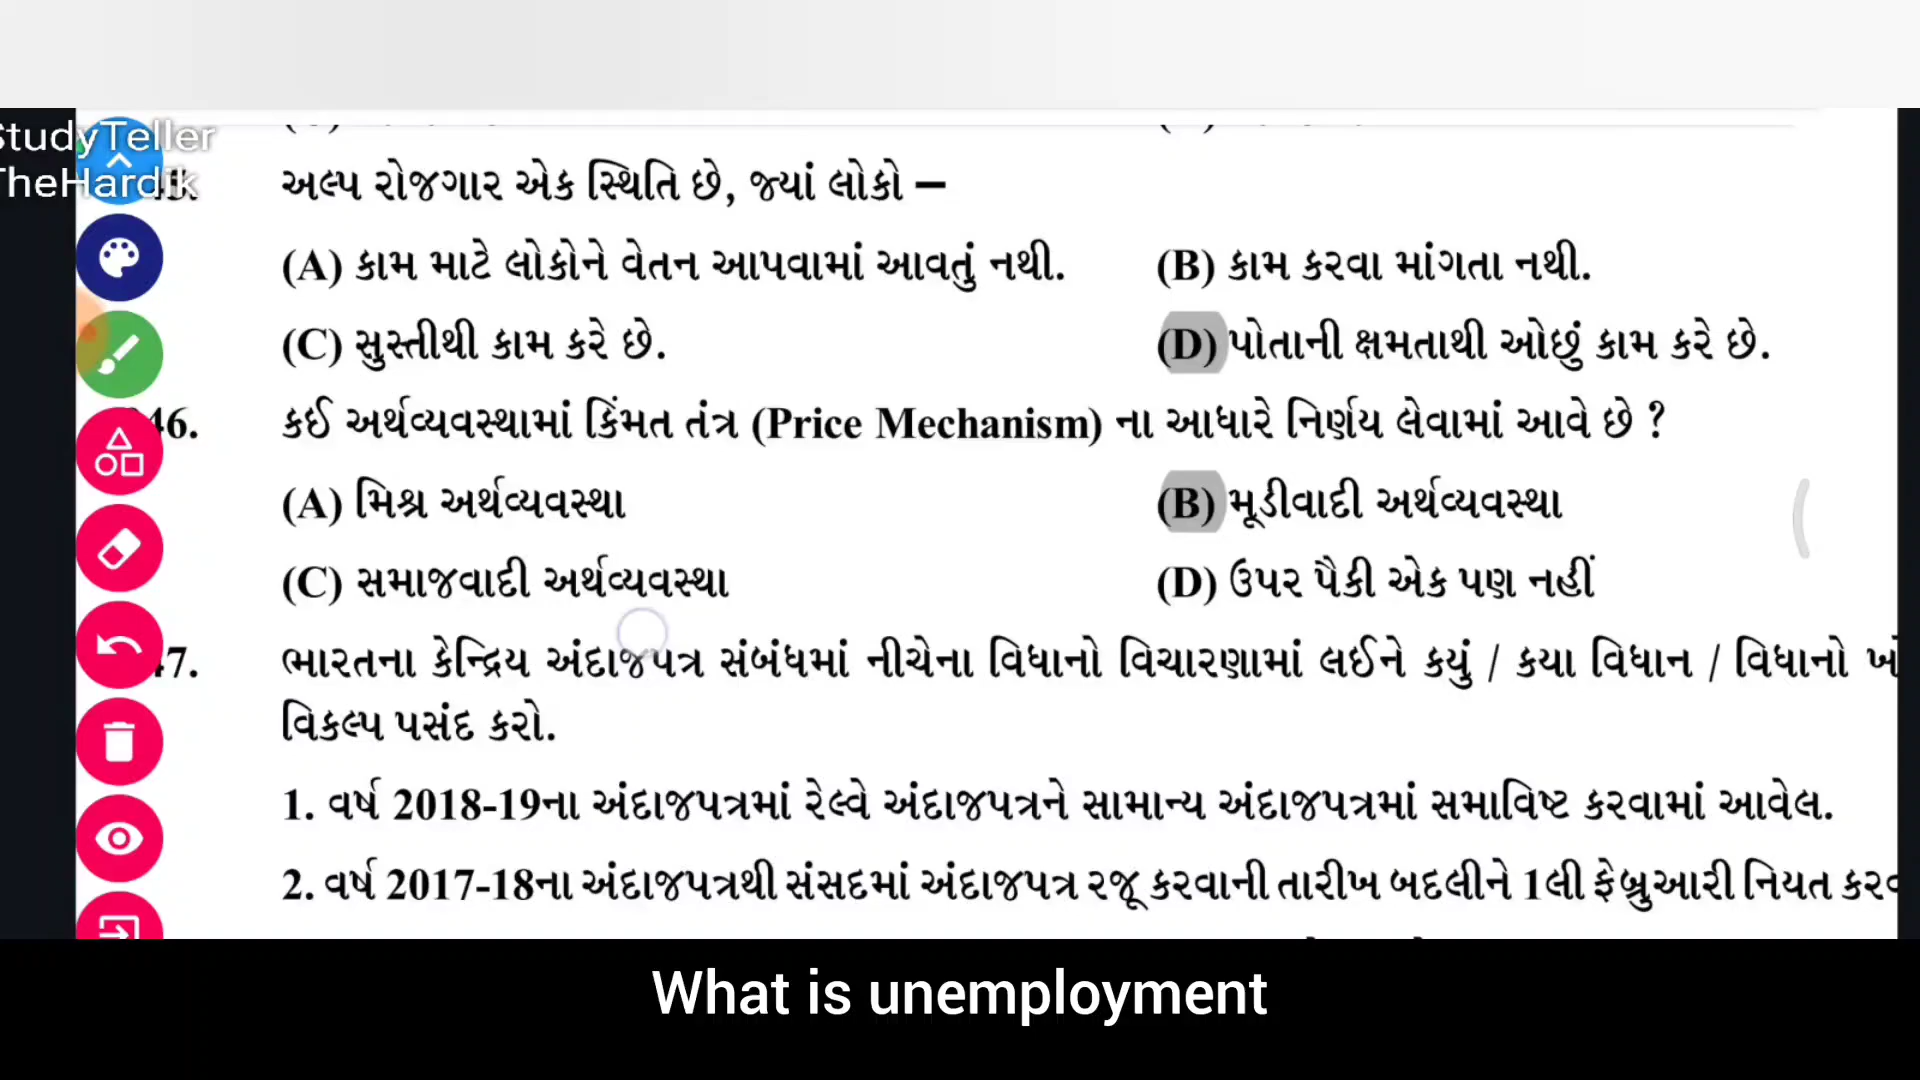 StudyTeller
TheHardik
અલ્પ રોજગાર એક સ્થિતિ છે, જ્યાં લોકો –
(A) કામ માટે લોકોને વેતન આપવામાં આવતું નથી. (B) કામ કરવા માંગતા નથી.
(C) સુસ્તીથી કામ કરે છે. (D) પોતાની ક્ષમતાથી ઓછું કામ કરે છે.
46. કઈ અર્થવ્યવસ્થામાં કિંમત તંત્ર (Price Mechanism) ના આધારે નિર્ણય લેવામાં આવે છે ?
(A) મિશ્ર અર્થવ્યવસ્થા (B) મૂડીવાદી અર્થવ્યવસ્થા
(C) સમાજવાદી અર્થવ્યવસ્થા (D) ઉપર પૈકી એક પણ નહીં
47. ભારતના કેન્દ્રિય અંદાજપત્ર સંબંધમાં નીચેના વિધાનો વિચારણામાં લઈને કયું / કયા વિધાન / વિધાનો
વિકલ્પ પસંદ કરો.
1. વર્ષ 2018-19ના અંદાજપત્રમાં રેલ્વે અંદાજપત્રને સામાન્ય અંદાજપત્રમાં સમાવિષ્ટ કરવામાં આવેલ.
2. વર્ષ 2017-18ના અંદાજપત્રથી સંસદમાં અંદાજપત્ર રજૂ કરવાની તારીખ બદલીને 1લી ફેબ્રુઆરી નિયત
What is unemployment